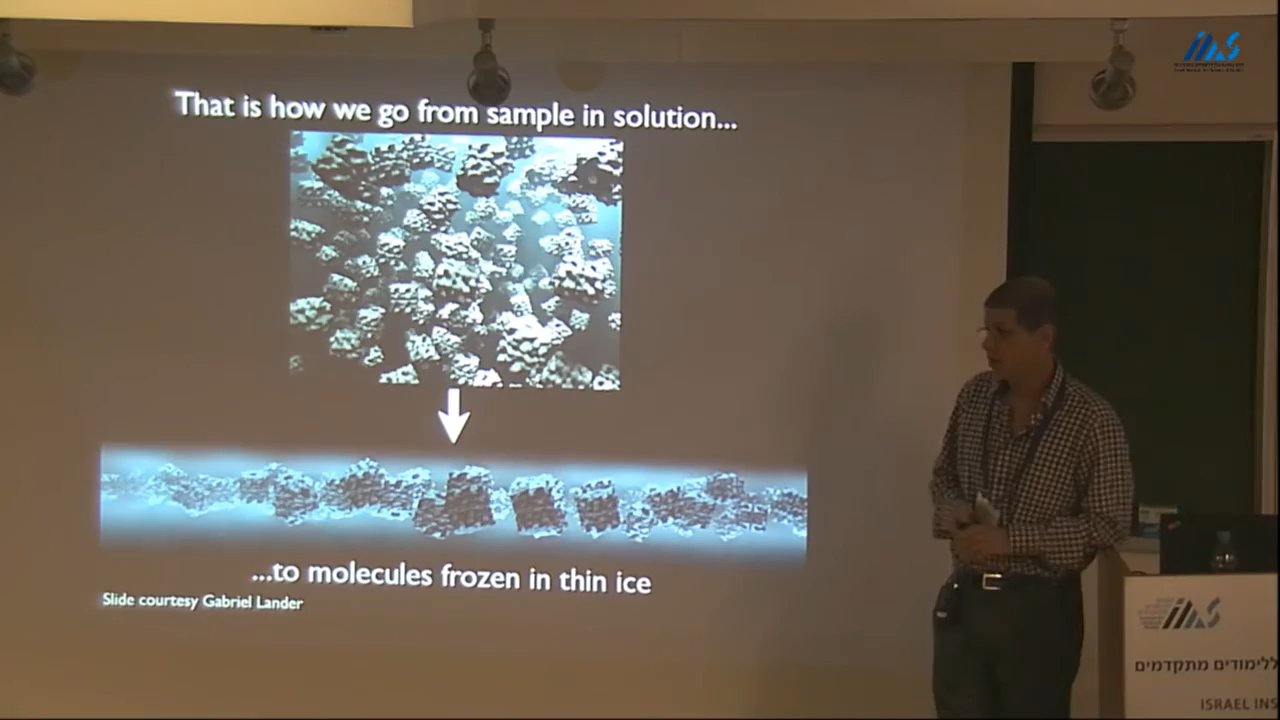 That is how we go from sample in solution...
...to molecules frozen in thin ice
Slide courtesy Gabriel Lander
iias
iias
ללימודים מתקדמים
ISRAEL INS